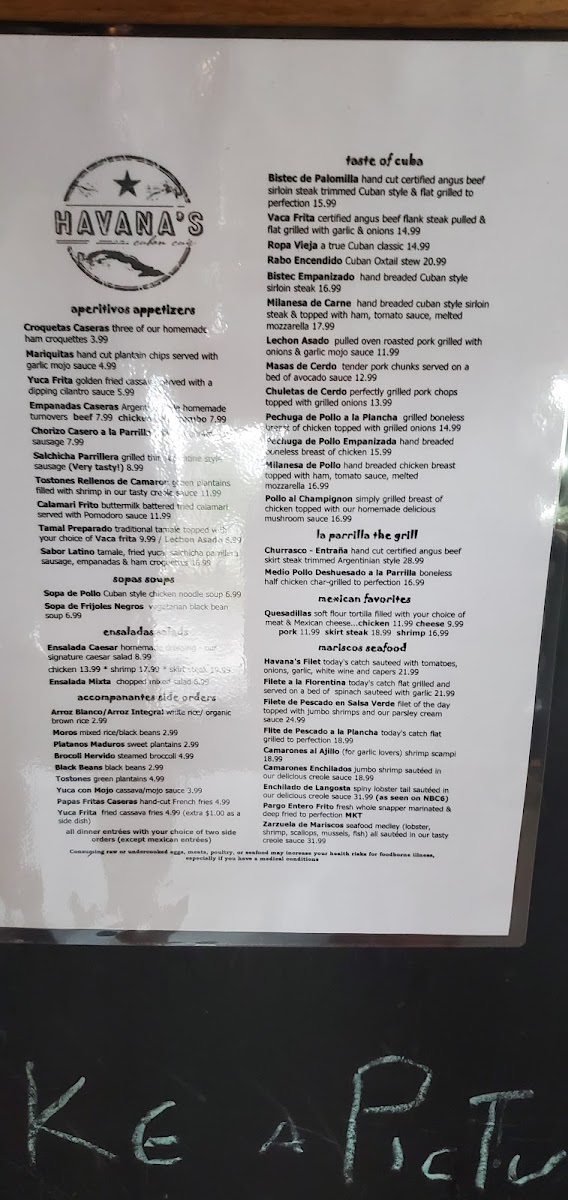 HAVANA'S
cuban cuisine
aperitivos appetizers
Croquetas Caseras three of our homemade
ham croquettes 3.99
Mariquitas hand cut plantain chips served with
garlic mojo sauce 4.99
Yuca Frita golden fried cassava served with a
dipping cilantro sauce 5.99
Empanadas Caseras Argentine style homemade
turnovers beef 7.99 chicken combo 7.99
Chorizo Casero a la Parrilla
sausage 7.99
Salchicha Parrillera grilled thin style
sausage (Very tasty!) 8.99
Tostones Rellenos de Camaron green plantains
filled with shrimp in our tasty creole sauce 11.99
Calamari Frito buttermilk battered fried calamari
served with Pomodoro sauce 11.99
Tamal Preparado traditional tamale topped with
your choice of Vaca frita 9.99 / Lechon Asado
Sabor Latino tamale, fried yuca, salchicha parrillera
sausage, empanadas & ham croquettes 16.99
sopas soups
Sopa de Pollo Cuban style chicken noodle soup 6.99
Sopa de Frijoles Negros vegetarian black bean
soup 6.99
ensaladas salads
Ensalada Caesar homemade dressing - our
signature caesar salad 8.99
chicken 13.99 * shrimp 17.99 * skirt steak 19.99
Ensalada Mixta chopped mixed salad 6.99
accompanantes side orders
Arroz Blanco/Arroz Integral white rice/ organic
brown rice 2.99
Moros mixed rice/black beans 2.99
Platanos Maduros sweet plantains 2.99
Brocoli Hervido steamed broccoli 4.99
Black Beans black beans 2.99
Tostones green plantains 4.99
Yuca con Mojo cassava/mojo sauce 3.99
Papas Fritas Caseras hand-cut French fries 4.99
Yuca Frita fried cassava fries 4.99 (extra $1.00 as a
side dish)
all dinner entrées with your choice of two side
orders (except mexican entrées)
taste of cuba
Bistec de Palomilla hand cut certified angus beef
sirloin steak trimmed Cuban style & flat grilled to
perfection 15.99
Vaca Frita certified angus beef flank steak pulled &
flat grilled with garlic & onions 14.99
Ropa Vieja a true Cuban classic 14.99
Rabo Encendido Cuban Oxtail stew 20.99
Bistec Empanizado hand breaded Cuban style
sirloin steak 16.99
Milanesa de Carne hand breaded cuban style sirloin
steak & topped with ham, tomato sauce, melted
mozzarella 17.99
Lechon Asado pulled oven roasted pork grilled with
onions & garlic mojo sauce 11.99
Masas de Cerdo tender pork chunks served on a
bed of avocado sauce 12.99
Chuletas de Cerdo perfectly grilled pork chops
topped with grilled onions 13.99
Pechuga de Pollo a la Plancha grilled boneless
breast of chicken topped with grilled onions 14.99
Pechuga de Pollo Empanizada hand breaded
boneless breast of chicken 15.99
Milanesa de Pollo hand breaded chicken breast
topped with ham, tomato sauce, melted
mozzarella 16.99
Pollo al Champignon simply grilled breast of
chicken topped with our homemade delicious
mushroom sauce 16.99
la parrilla the grill
Churrasco - Entraña hand cut certified angus beef
skirt steak trimmed Argentinian style 28.99
Medio Pollo Deshuesado a la Parrilla boneless
half chicken char-grilled to perfection 16.99
mexican favorites
Quesadillas soft flour tortilla filled with your choice of
meat & Mexican cheese...chicken 11.99 cheese 9.99
pork 11.99 skirt steak 18.99 shrimp 16.99
mariscos seafood
Havana's Filet today's catch sauteed with tomatoes,
onions, garlic, white wine and capers 21.99
Filete a la Florentina today's catch flat grilled and
served on a bed of spinach sauteed with garlic 21.99
Filete de Pescado en Salsa Verde filet of the day
topped with jumbo shrimps and our parsley cream
sauce 24.99
Flite de Pescado a la Plancha today's catch flat
grilled to perfection 18.99
Camarones al Ajillo (for garlic lovers) shrimp scampi
18.99
Camarones Enchilados jumbo shrimp sautéed in
our delicious creole sauce 18.99
Enchilado de Langosta spiny lobster tail sautéed in
our delicious creole sauce 31.99 (as seen on NBC6)
Pargo Entero Frito fresh whole snapper marinated &
deep fried to perfection MKT
Zarzuela de Mariscos seafood medley (lobster,
shrimp, scallops, mussels, fish) all sautéed in our tasty
creole sauce 31.99
Consuming raw or undercooked eggs, meats, poultry, or seafood may increase your health risks for foodborne illness,
especially if you have a medical conditions
KE A PICTU